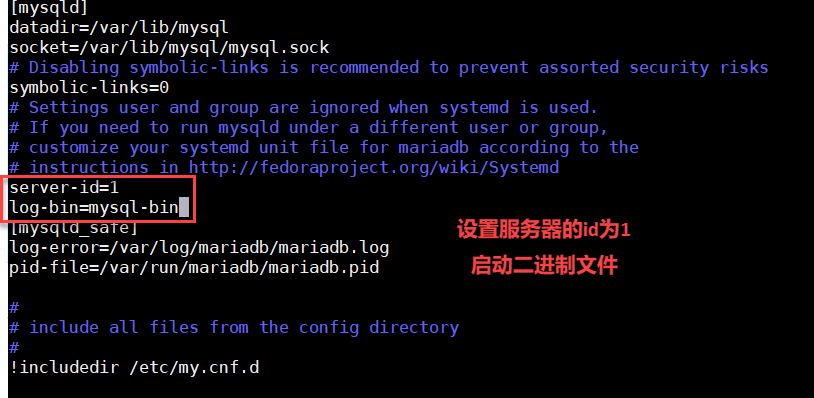 [mysqld]
datadir=/var/lib/mysql
socket=/var/lib/mysql/mysql.sock
# Disabling symbolic-links is recommended to prevent assorted security risks
symbolic-links=0
# Settings user and group are ignored when systemd is used.
# If you need to run mysqld under a different user or group,
# customize your systemd unit file for mariadb according to the
# instructions in http://fedoraproject.org/wiki/Systemd
server-id=1
log-bin=mysql-bin
[mysqld_safe]
设置服务器的id为1
log-error=/var/log/mariadb/mariadb.log
pid-file=/var/run/mariadb/mariadb.pid
启动二进制文件
#
# include all files from the config directory
#
!includedir /etc/my.cnf.d